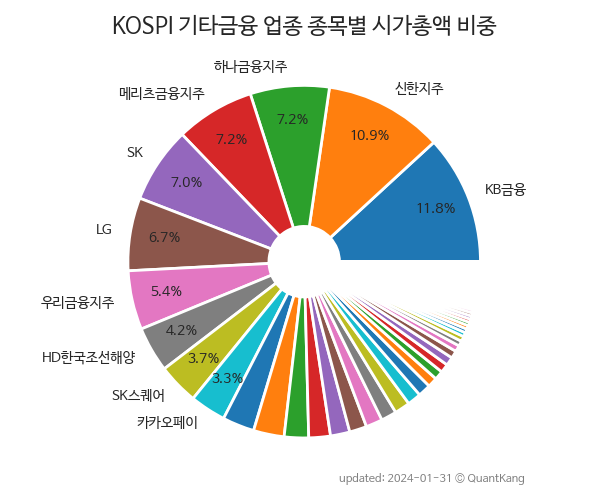 KOSPI 기타금융 업종 종목별 시가총액 비중
하나금융지주
신한지주
메리츠금융지주
7.2%
7.2%
10.9%
SK
7.0%
KB금융
11.8%
LG
6.7%
우리금융지주
5.4%
4.2%
HD한국조선해양
3.7%
3.3%
SK스퀘어
카카오페이
updated: 2024-01-31 © QuantKang